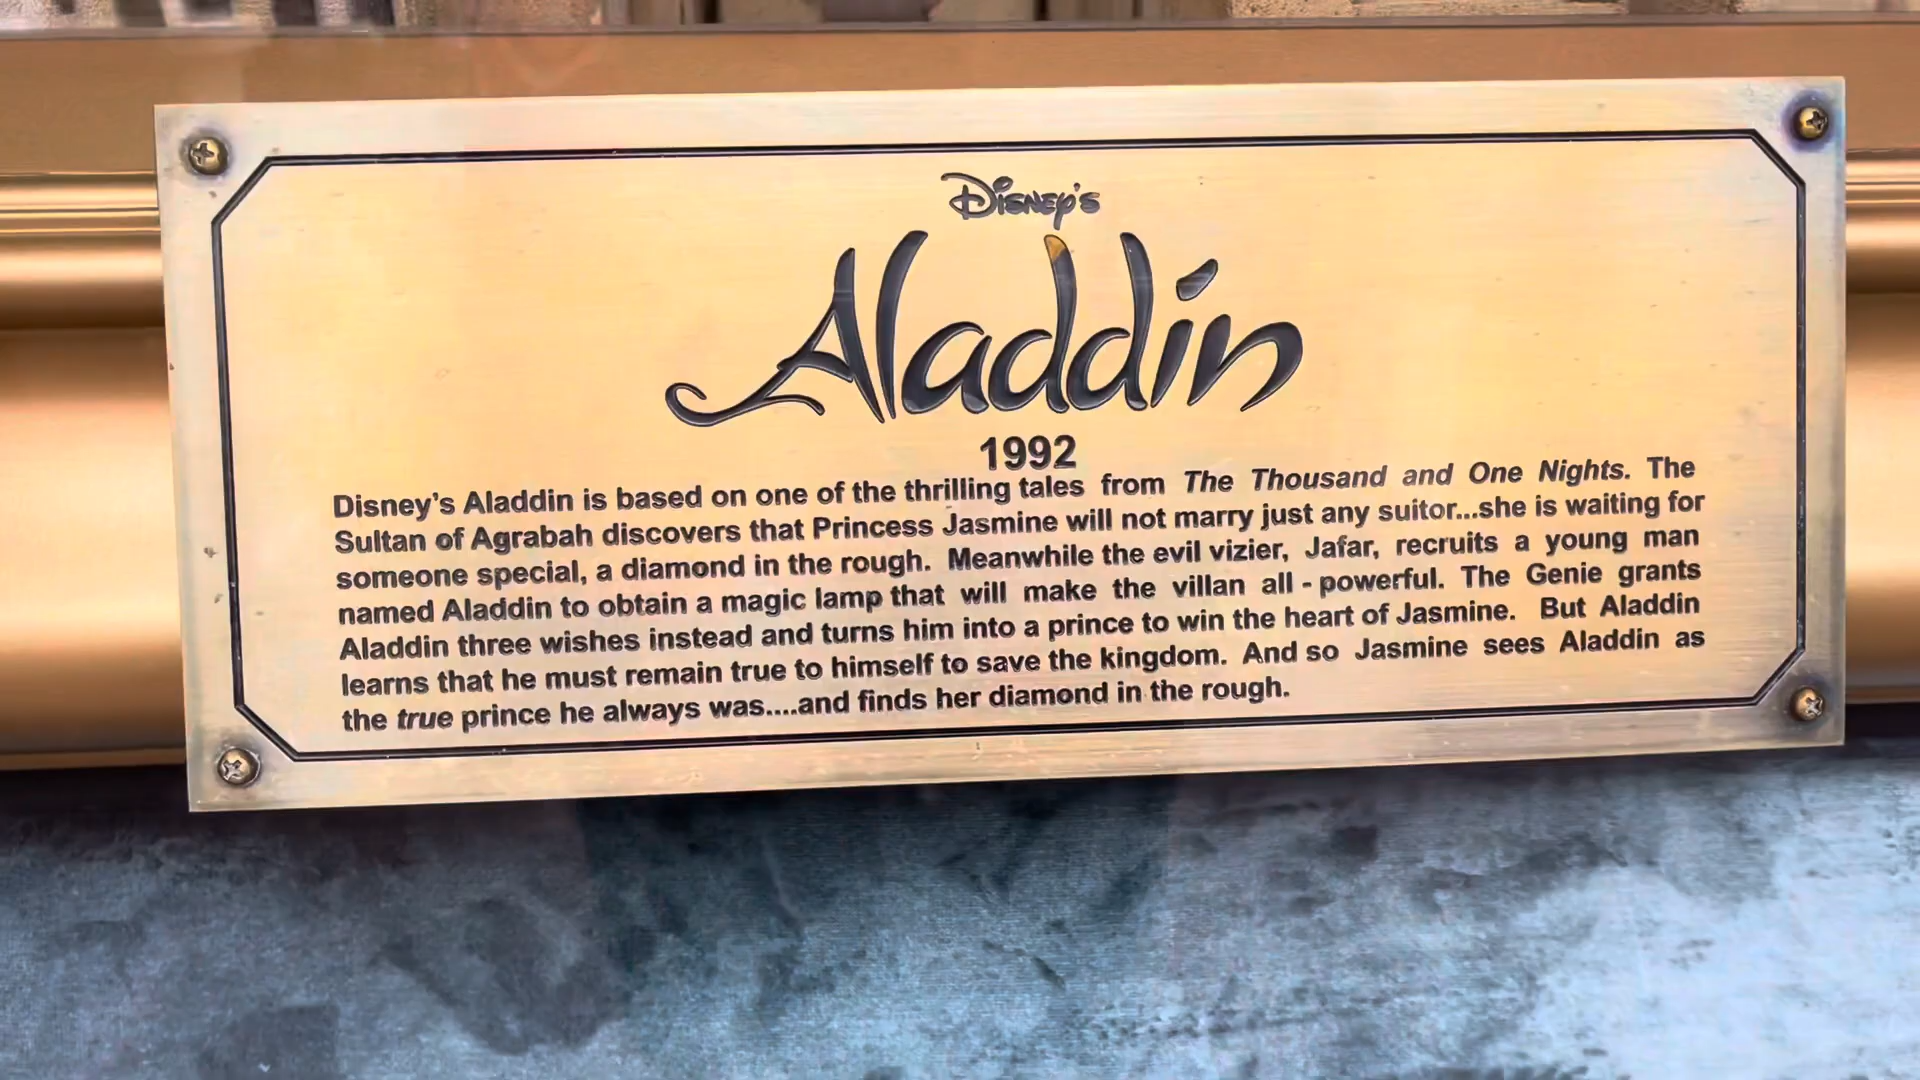 Disney's
Aladdin
1992
Disney's Aladdin is based on one of the thrilling tales from The Thousand and One Nights. The
Sultan of Agrabah discovers that Princess Jasmine will not marry just any suitor...she is waiting for
someone special, a diamond in the rough. Meanwhile the evil vizier, Jafar, recruits a young man
named Aladdin to obtain a magic lamp that will make the villan all - powerful. The Genie grants
Aladdin three wishes instead and turns him into a prince to win the heart of Jasmine. But Aladdin
learns that he must remain true to himself to save the kingdom. And so Jasmine sees Aladdin as
the true prince he always was....and finds her diamond in the rough.